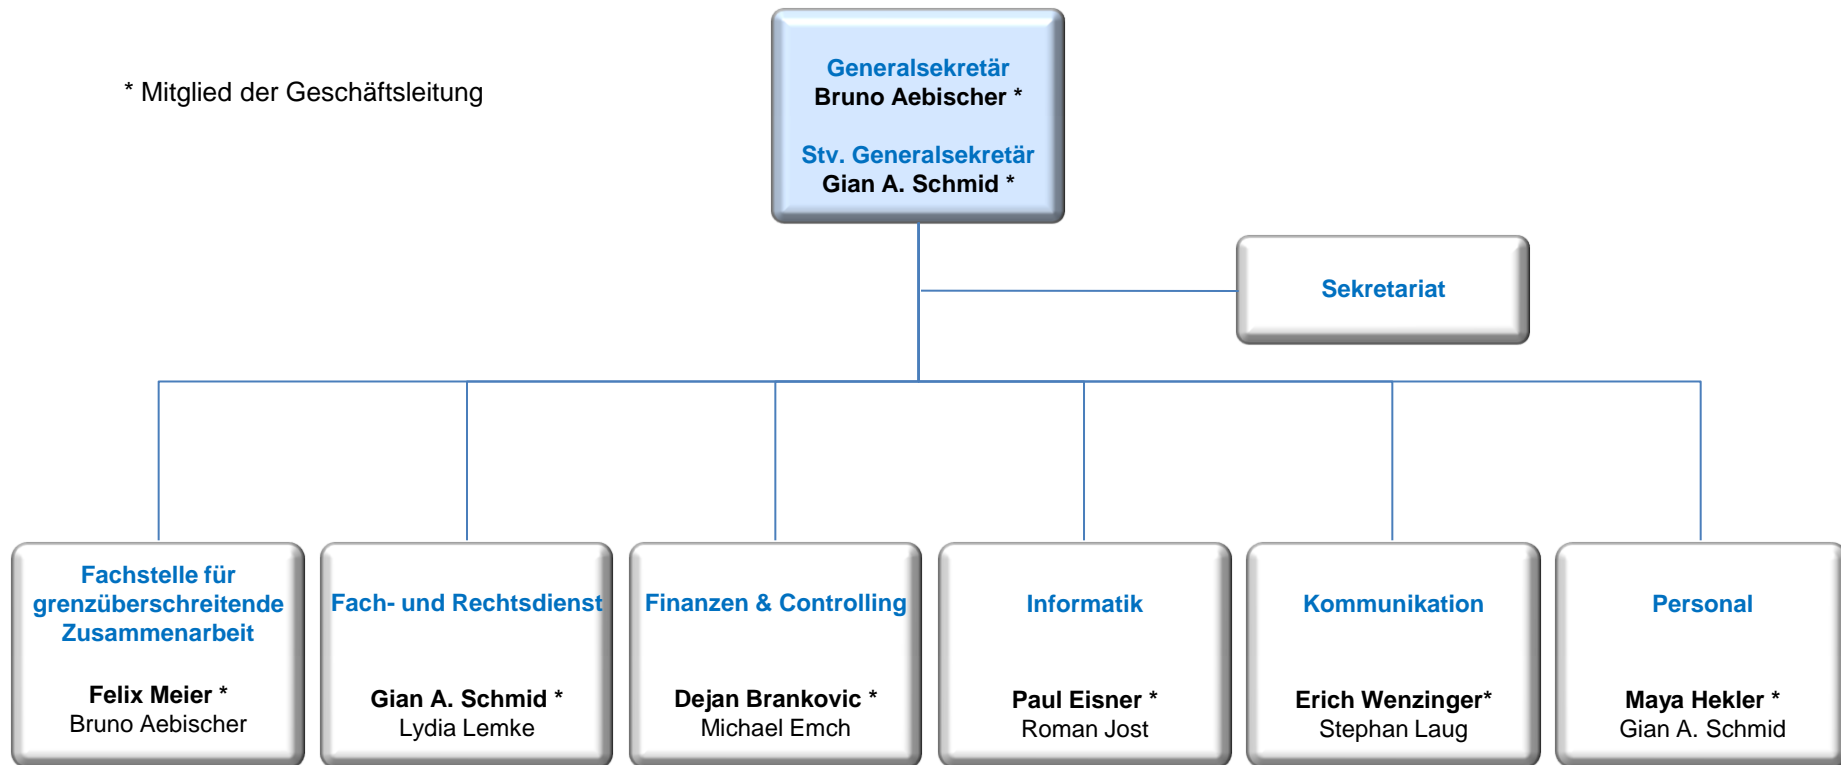 * Mitglied der Geschäftsleitung
Generalsekretär
Bruno Aebischer *
Stv. Generalsekretär
Gian A. Schmid *
Sekretariat
Fachstelle für
grenzüberschreitende
Zusammenarbeit
Felix Meier *
Bruno Aebischer
Fach- und Rechtsdienst
Gian A. Schmid *
Lydia Lemke
Finanzen & Controlling
Dejan Brankovic *
Michael Emch
Informatik
Paul Eisner *
Roman Jost
Kommunikation
Erich Wenzinger*
Stephan Laug
Personal
Maya Hekler *
Gian A. Schmid